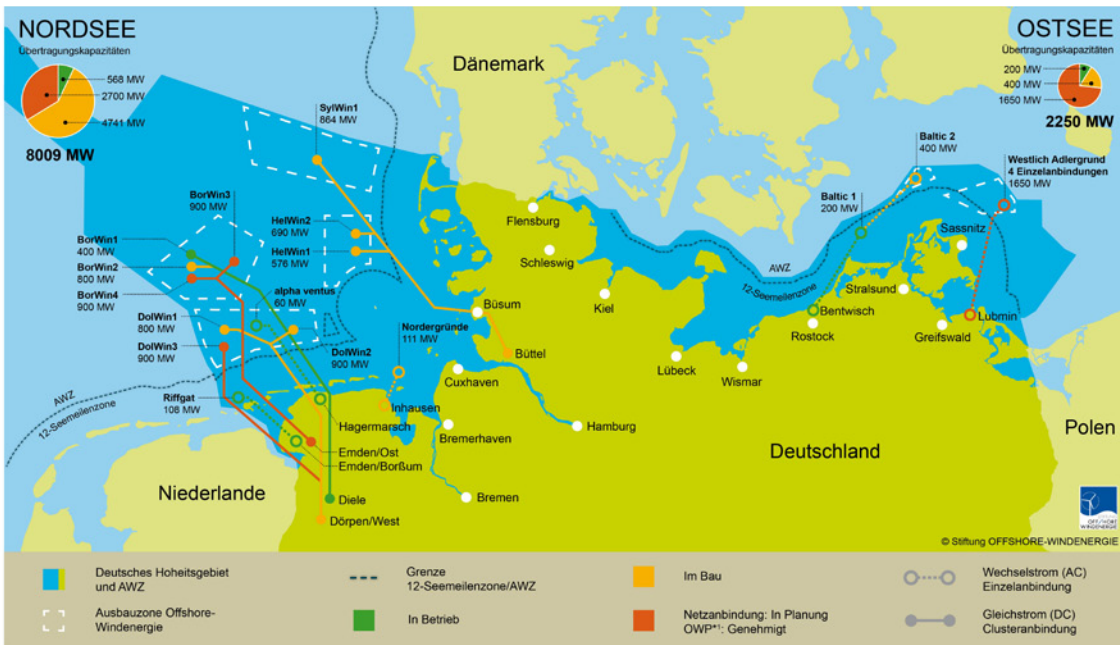 NORDSEE
Übertragungskapazitäten
568 MW
2700 MW
4741 MW
8009 MW
OSTSEE
Übertragungskapazitäten
200 MW
400 MW
1650 MW
2250 MW
Dänemark
SylWin1
864 MW
BorWin3
900 MW
HelWin2
690 MW
HelWin1
576 MW
BorWin1
400 MW
BorWin2
800 MW
BorWin4
900 MW
alpha ventus
60 MW
DolWin1
800 MW
DolWin3
900 MW
DolWin2
900 MW
Nordergründe
111 MW
Riffgat
108 MW
AWZ
12-Seemeilenzone
Baltic 2
400 MW
Westlich Adlergrund
4 Einzelanbindungen
1650 MW
Baltic 1
200 MW
AWZ
12-Seemeilenzone
Flensburg
Schleswig
Kiel
Büsum
Büttel
Cuxhaven
Inhausen
Hagermarsch
Bremerhaven
Hamburg
Emden/Ost
Emden/Borßum
Bremen
Diele
Dörpen/West
Sassnitz
Stralsund
Bentwisch
Rostock
Lubmin
Greifswald
Lübeck
Wismar
Niederlande
Deutschland
Polen
OFFSHORE
WINDENERGIE
© Stiftung OFFSHORE-WINDENERGIE
Deutsches Hoheitsgebiet
und AWZ
Ausbauzone Offshore-
Windenergie
Grenze
12-Seemeilenzone/AWZ
In Betrieb
Im Bau
Netzanbindung: In Planung
OWP*¹: Genehmigt
Wechselstrom (AC)
Einzelanbindung
Gleichstrom (DC)
Clusteranbindung